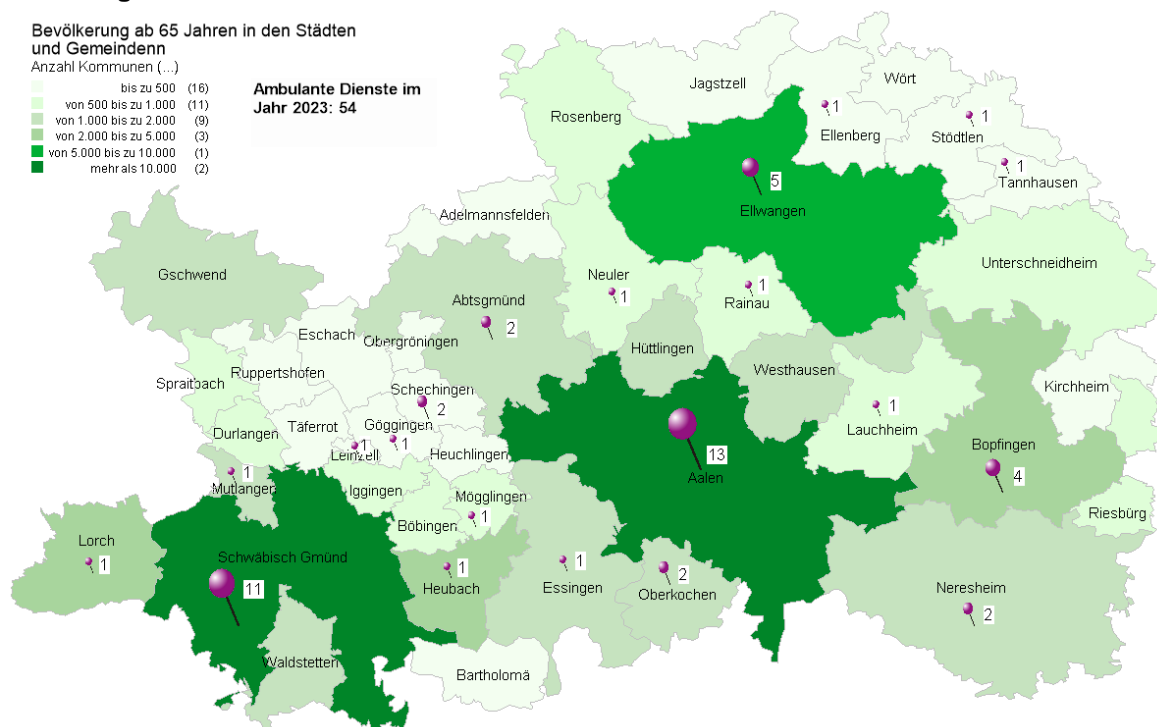 Bevölkerung ab 65 Jahren in den Städten
und Gemeindenn
Anzahl Kommunen (...)
bis zu 500 (16)
von 500 bis zu 1.000 (11)
von 1.000 bis zu 2.000 (9)
von 2.000 bis zu 5.000 (3)
von 5.000 bis zu 10.000 (1)
mehr als 10.000 (2)
Ambulante Dienste im
Jahr 2023: 54
Jagstzell
Wört
Rosenberg
1
Ellenberg
1
Stödtlen
1
Tannhausen
5
Ellwangen
Adelmannsfelden
Gschwend
Unterschneidheim
Neuler
1
1
Rainau
Abtsgmünd
2
Eschach
Obergröningen
Hüttlingen
Westhausen
Spraitbach
Ruppertshofen
Schechingen
2
Kirchheim
1
Lauchheim
Täferrot
Göggingen
1
Durlangen
1
Leinzell
Heuchlingen
13
Aalen
Bopfingen
4
1
Mutlangen
Iggingen
Mögglingen
1
Böbingen
Riesbürg
Lorch
1
Schwäbisch Gmünd
11
1
Heubach
1
Essingen
2
Oberkochen
Neresheim
2
Waldstetten
Bartholomä